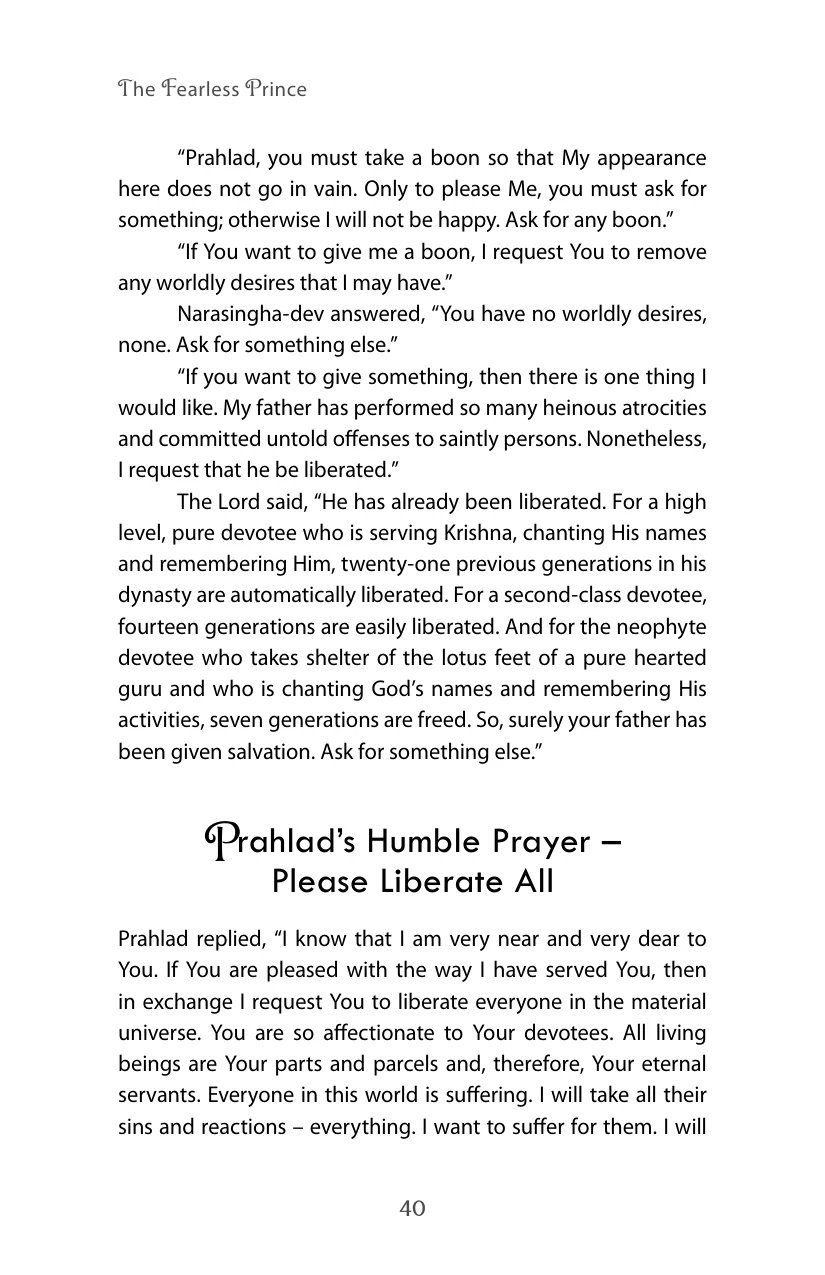 The Fearless Prince
“Prahlad, you must take a boon so that My appearance
here does not go in vain. Only to please Me, you must ask for
something; otherwise I will not be happy. Ask for any boon.”
“If You want to give me a boon, I request You to remove
any worldly desires that I may have.”
Narasingha-dev answered, “You have no worldly desires,
none. Ask for something else.”
“If you want to give something, then there is one thing I
would like. My father has performed so many heinous atrocities
and committed untold offenses to saintly persons. Nonetheless,
I request that he be liberated.”
The Lord said, “He has already been liberated. For a high
level, pure devotee who is serving Krishna, chanting His names
and remembering Him, twenty-one previous generations in his
dynasty are automatically liberated. For a second-class devotee,
fourteen generations are easily liberated. And for the neophyte
devotee who takes shelter of the lotus feet of a pure hearted
guru and who is chanting God’s names and remembering His
activities, seven generations are freed. So, surely your father has
been given salvation. Ask for something else.”
Prahlad’s Humble Prayer –
Please Liberate All
Prahlad replied, “I know that I am very near and very dear to
You. If You are pleased with the way I have served You, then
in exchange I request You to liberate everyone in the material
universe. You are so affectionate to Your devotees. All living
beings are Your parts and parcels and, therefore, Your eternal
servants. Everyone in this world is suffering. I will take all their
sins and reactions – everything. I want to suffer for them. I will
40